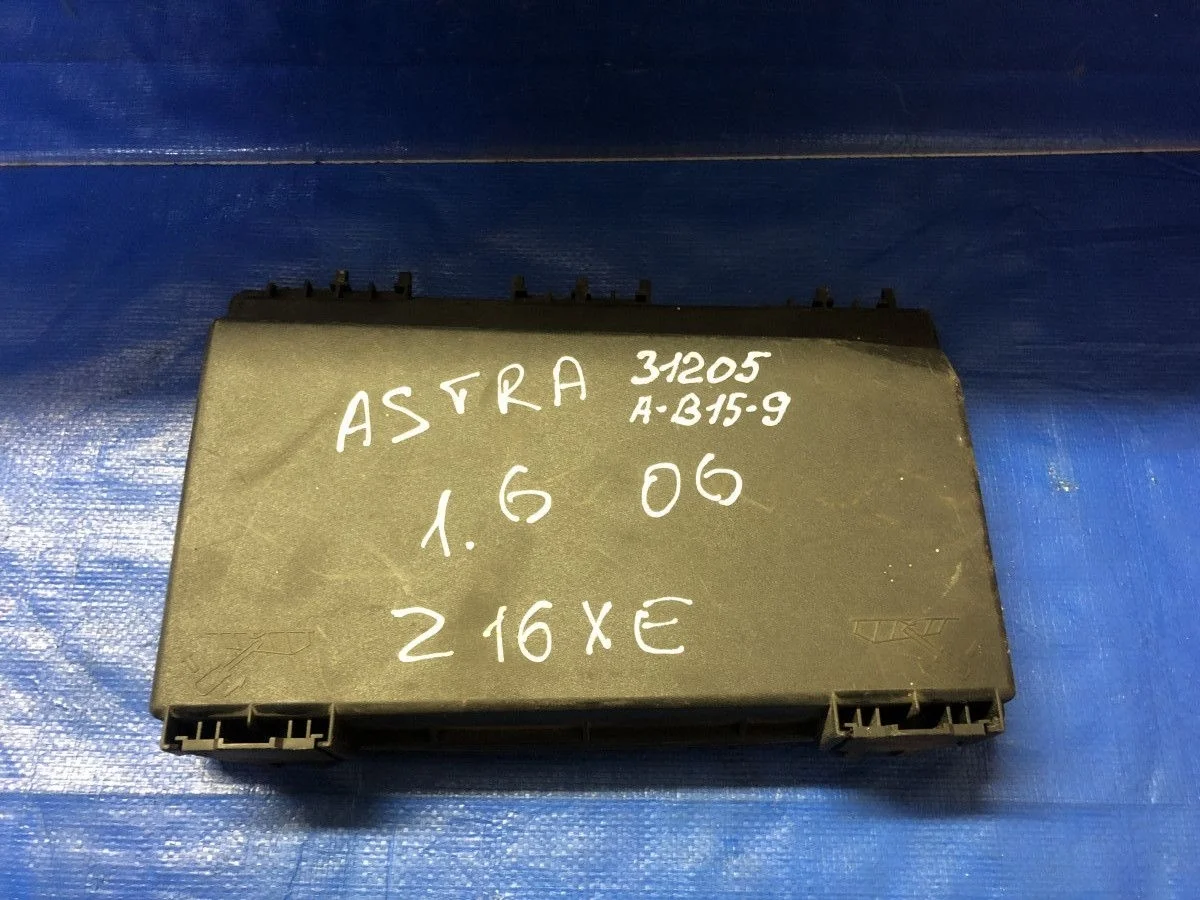 ASTRA
31205
A-B15-9
1.6 06
Z16XE